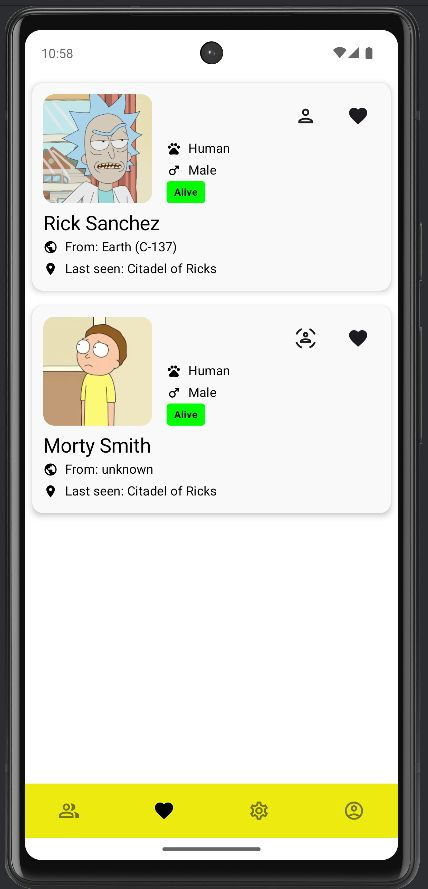 10:58
Human
Male
Alive
Rick Sanchez
From: Earth (C-137)
Last seen: Citadel of Ricks
Human
Male
Alive
Morty Smith
From: unknown
Last seen: Citadel of Ricks